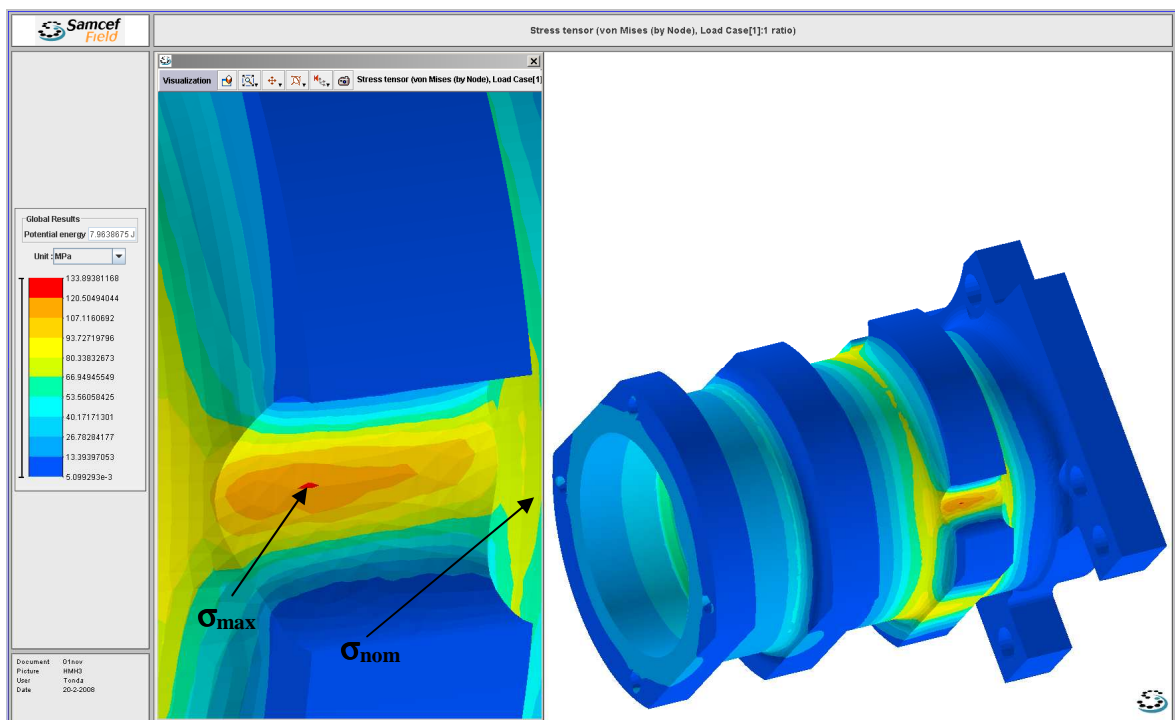 Samcef
Field
Stress tensor (von Mises (by Node), Load Case[1]:1 ratio)
Visualization
Stress tensor (von Mises (by Node), Load Case[1]
Global Results
Potential energy 7.9638675 J
Unit : MPa
133.89381168
120.50494044
107.1160692
93.72719796
80.33832673
66.94945549
53.56058425
40.17171301
26.78284177
13.39397053
5.099293e-3
σmax
σnom
Document 01nov
Picture HMH3
User Tonda
Date 20-2-2008